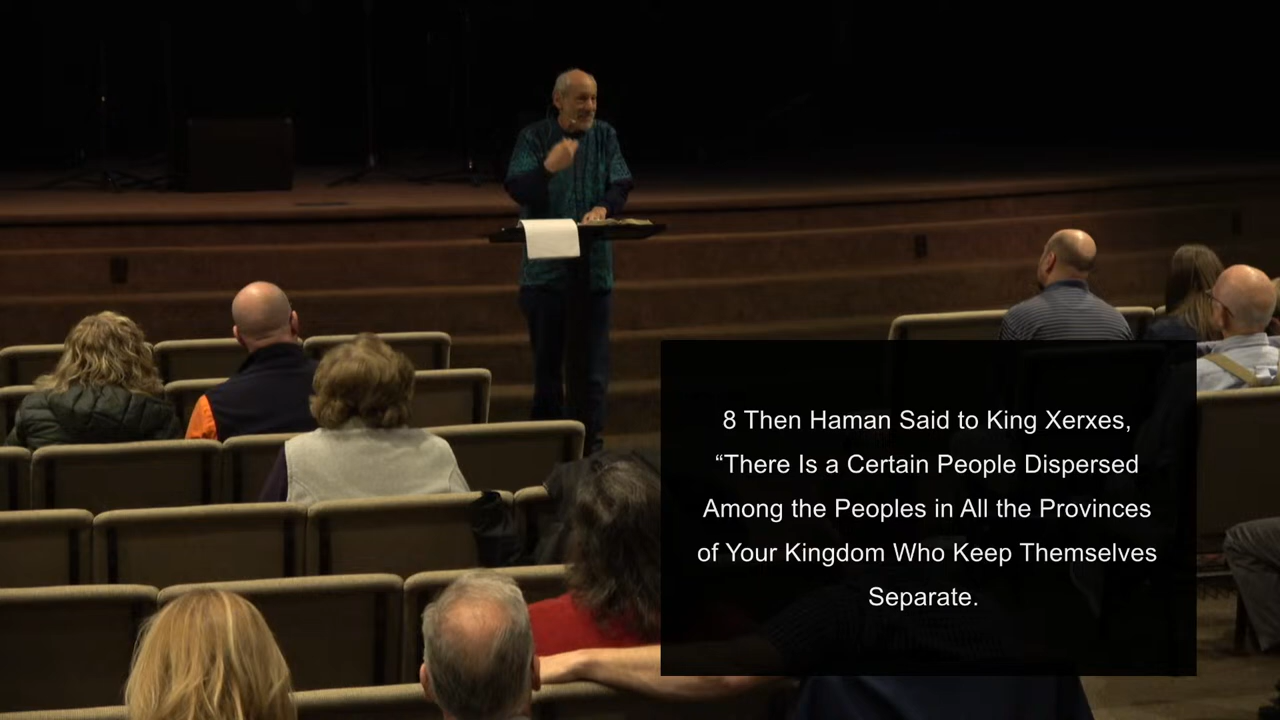 8 Then Haman Said to King Xerxes,
“There Is a Certain People Dispersed
Among the Peoples in All the Provinces
of Your Kingdom Who Keep Themselves
Separate.